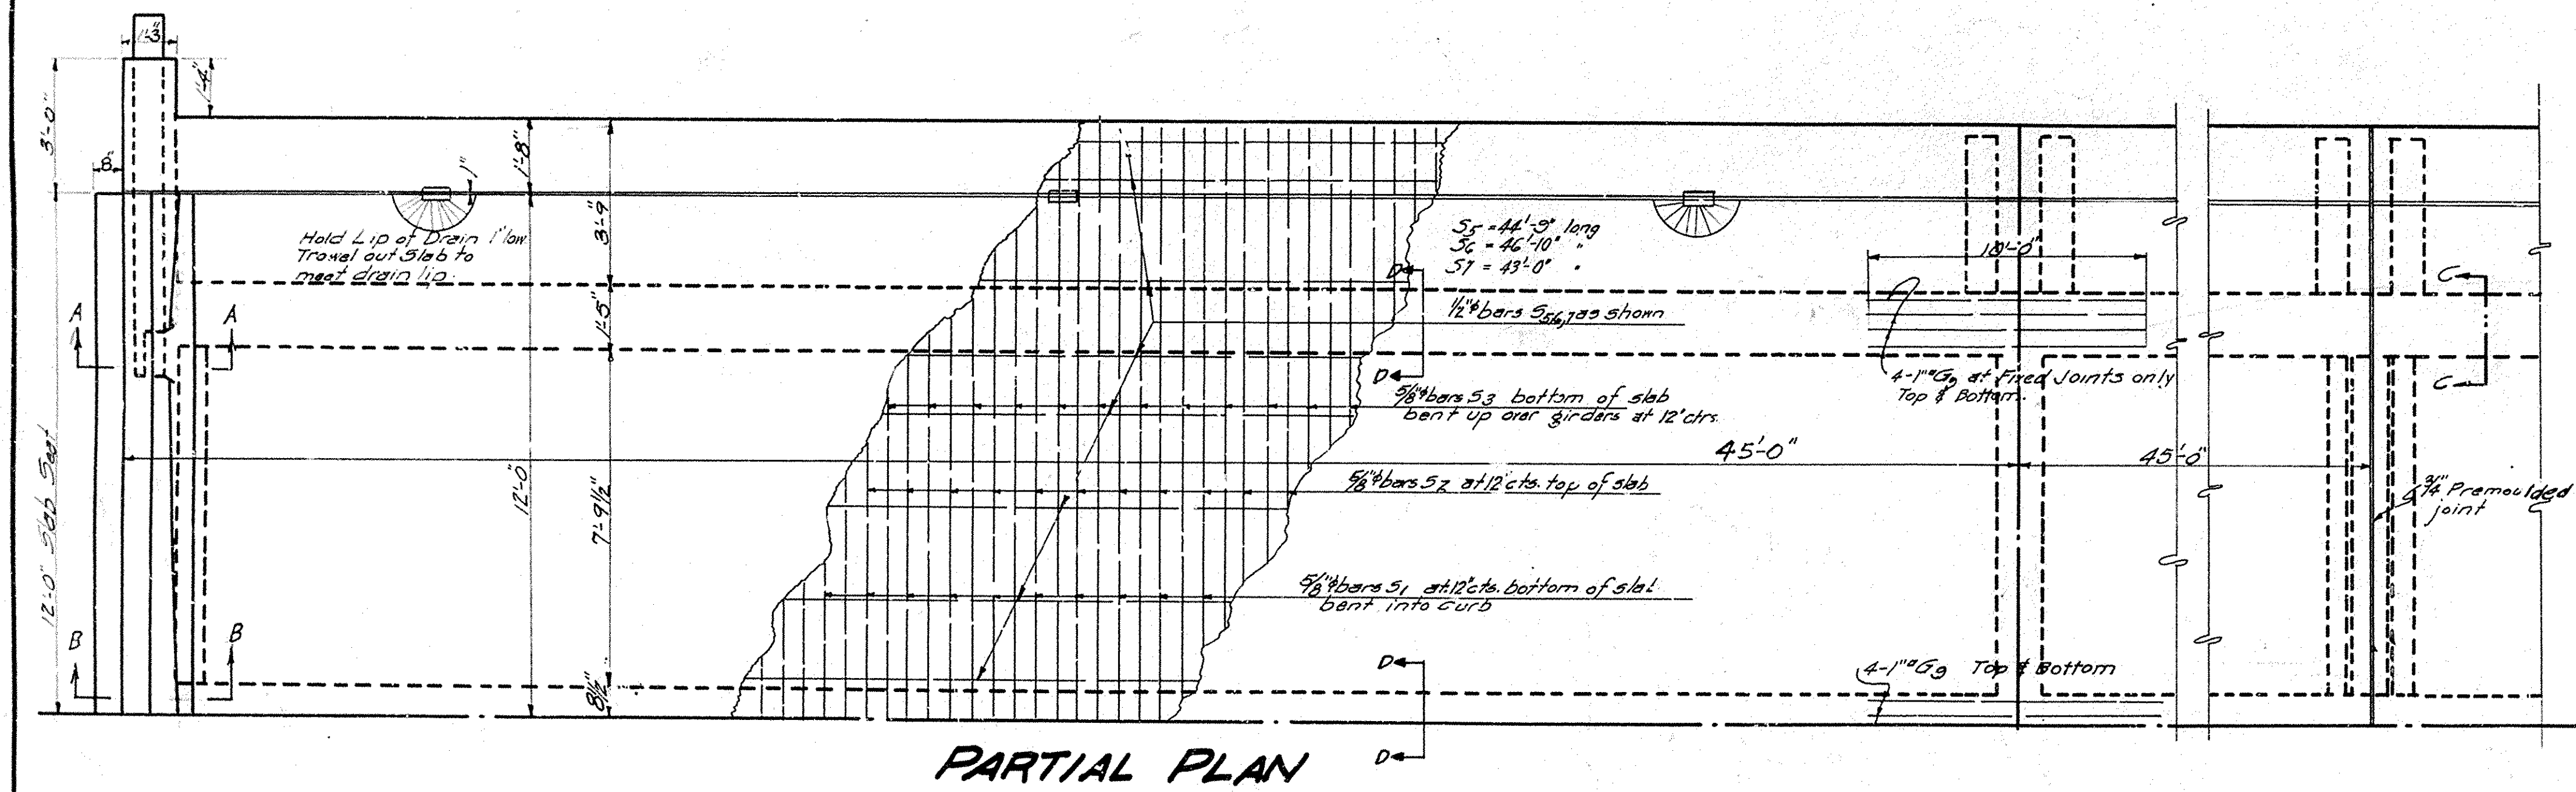 1'-3"
1'-4"
3'-0"
8"
1"
1'-8"
3'-9"
Hold Lip of Drain 1" low
Trowel out Slab to
meet drain lip.
S5 = 44'-9" long
S6 = 46'-10" "
S7 = 43'-0" "
10'-0"
D
C
A
A
1'-5"
1/2"φ bars S5,6,7 as shown
D
4-1"□ G9 at Fixed Joints only
Top & Bottom.
C
5/8"φ bars S3 bottom of slab
bent up over girders at 12" ctrs.
45'-0"
45'-0"
12'-0" Slab Seat
12'-0"
7'-9 1/2"
5/8"φ bars S2 at 12" cts. top of slab
3/4" Premoulded
joint
5/8"φ bars S1 at 12" cts. bottom of slab
bent into curb
B
B
D
4-1"□ G9 Top & Bottom
8 1/2"
D
PARTIAL PLAN